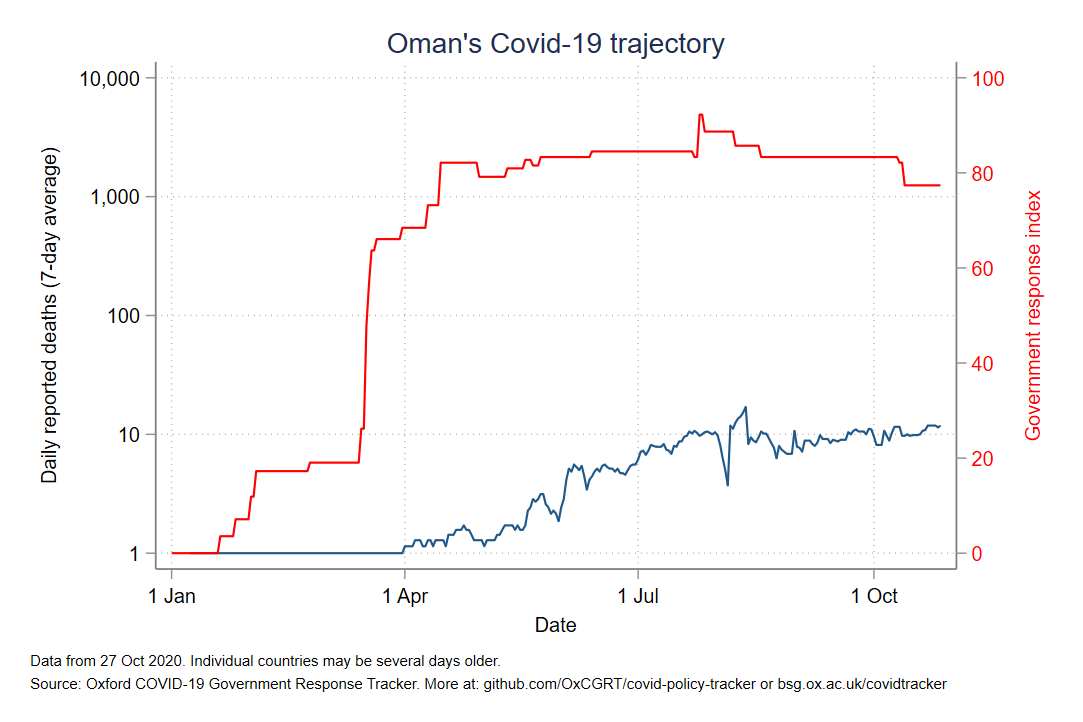 Oman's Covid-19 trajectory
10,000
1,000
100
10
1
Daily reported deaths (7-day average)
100
80
60
40
20
0
Government response index
1 Jan
1 Apr
1 Jul
1 Oct
Date
Data from 27 Oct 2020. Individual countries may be several days older.
Source: Oxford COVID-19 Government Response Tracker. More at: github.com/OxCGRT/covid-policy-tracker or bsg.ox.ac.uk/covidtracker